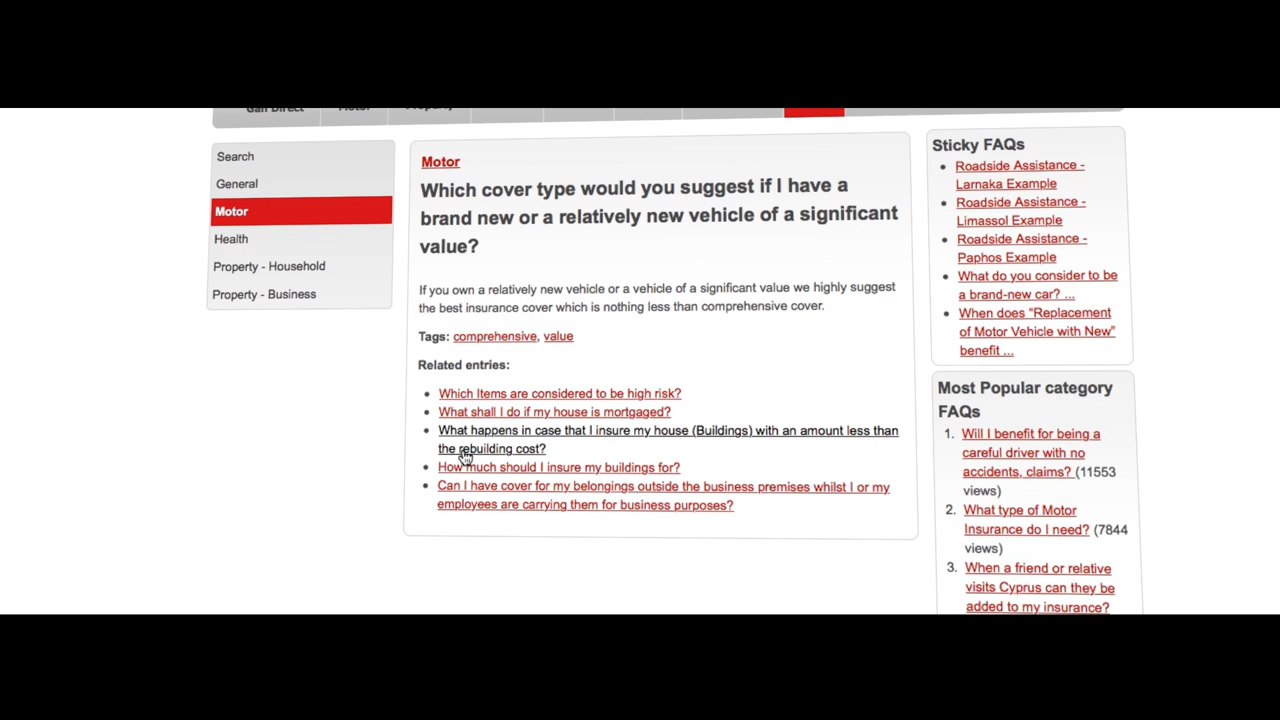 Gan Direct
Motor
Property
Search
General
Motor
Health
Property - Household
Property - Business
Motor
Which cover type would you suggest if I have a
brand new or a relatively new vehicle of a significant
value?
If you own a relatively new vehicle or a vehicle of a significant value we highly suggest
the best insurance cover which is nothing less than comprehensive cover.
Tags: comprehensive, value
Related entries:
Which Items are considered to be high risk?
What shall I do if my house is mortgaged?
What happens in case that I insure my house (Buildings) with an amount less than
the rebuilding cost?
How much should I insure my buildings for?
Can I have cover for my belongings outside the business premises whilst I or my
employees are carrying them for business purposes?
Sticky FAQs
Roadside Assistance -
Larnaka Example
Roadside Assistance -
Limassol Example
Roadside Assistance -
Paphos Example
What do you consider to be
a brand-new car? ...
When does "Replacement
of Motor Vehicle with New"
benefit ...
Most Popular category
FAQs
1. Will I benefit for being a
careful driver with no
accidents, claims? (11553
views)
2. What type of Motor
Insurance do I need? (7844
views)
3. When a friend or relative
visits Cyprus can they be
added to my insurance?